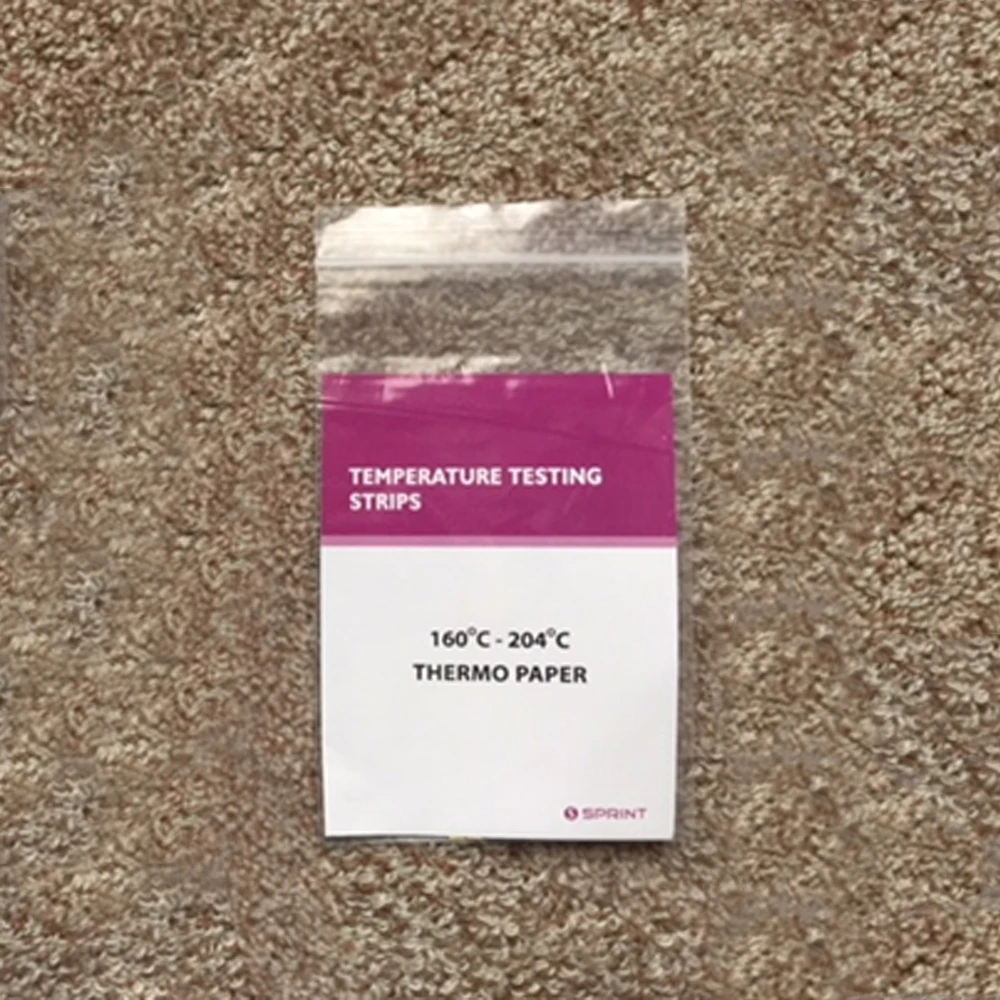 TEMPERATURE TESTING
STRIPS
160°C - 204°C
THERMO PAPER
SPRINT